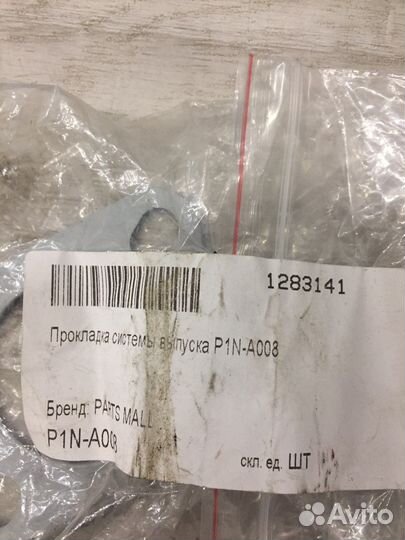 1283141
Прокладка системы выпуска P1N-A008
Бренд: PARTS MALL
P1N-A008
скл. ед. ШТ
Avito